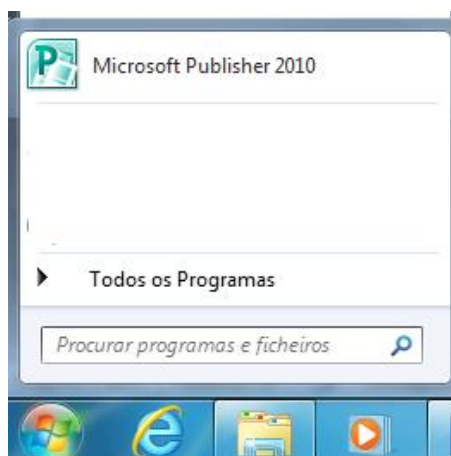 Microsoft Publisher 2010
Todos os Programas
Procurar programas e ficheiros